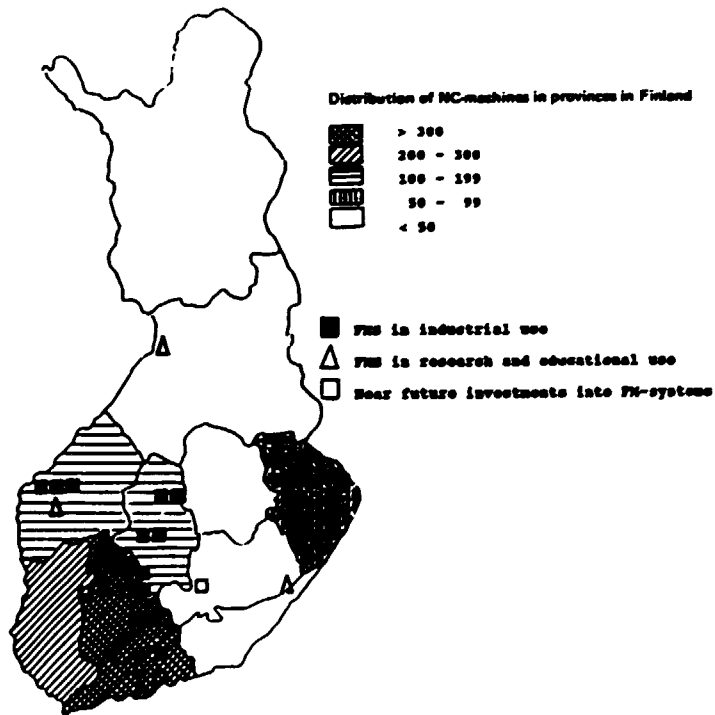 Distribution of NC-machines in provinces in Finland
> 300
200 - 300
100 - 199
50 - 99
< 50
FMS in industrial use
FMS in research and educational use
Near future investments into FM-systems